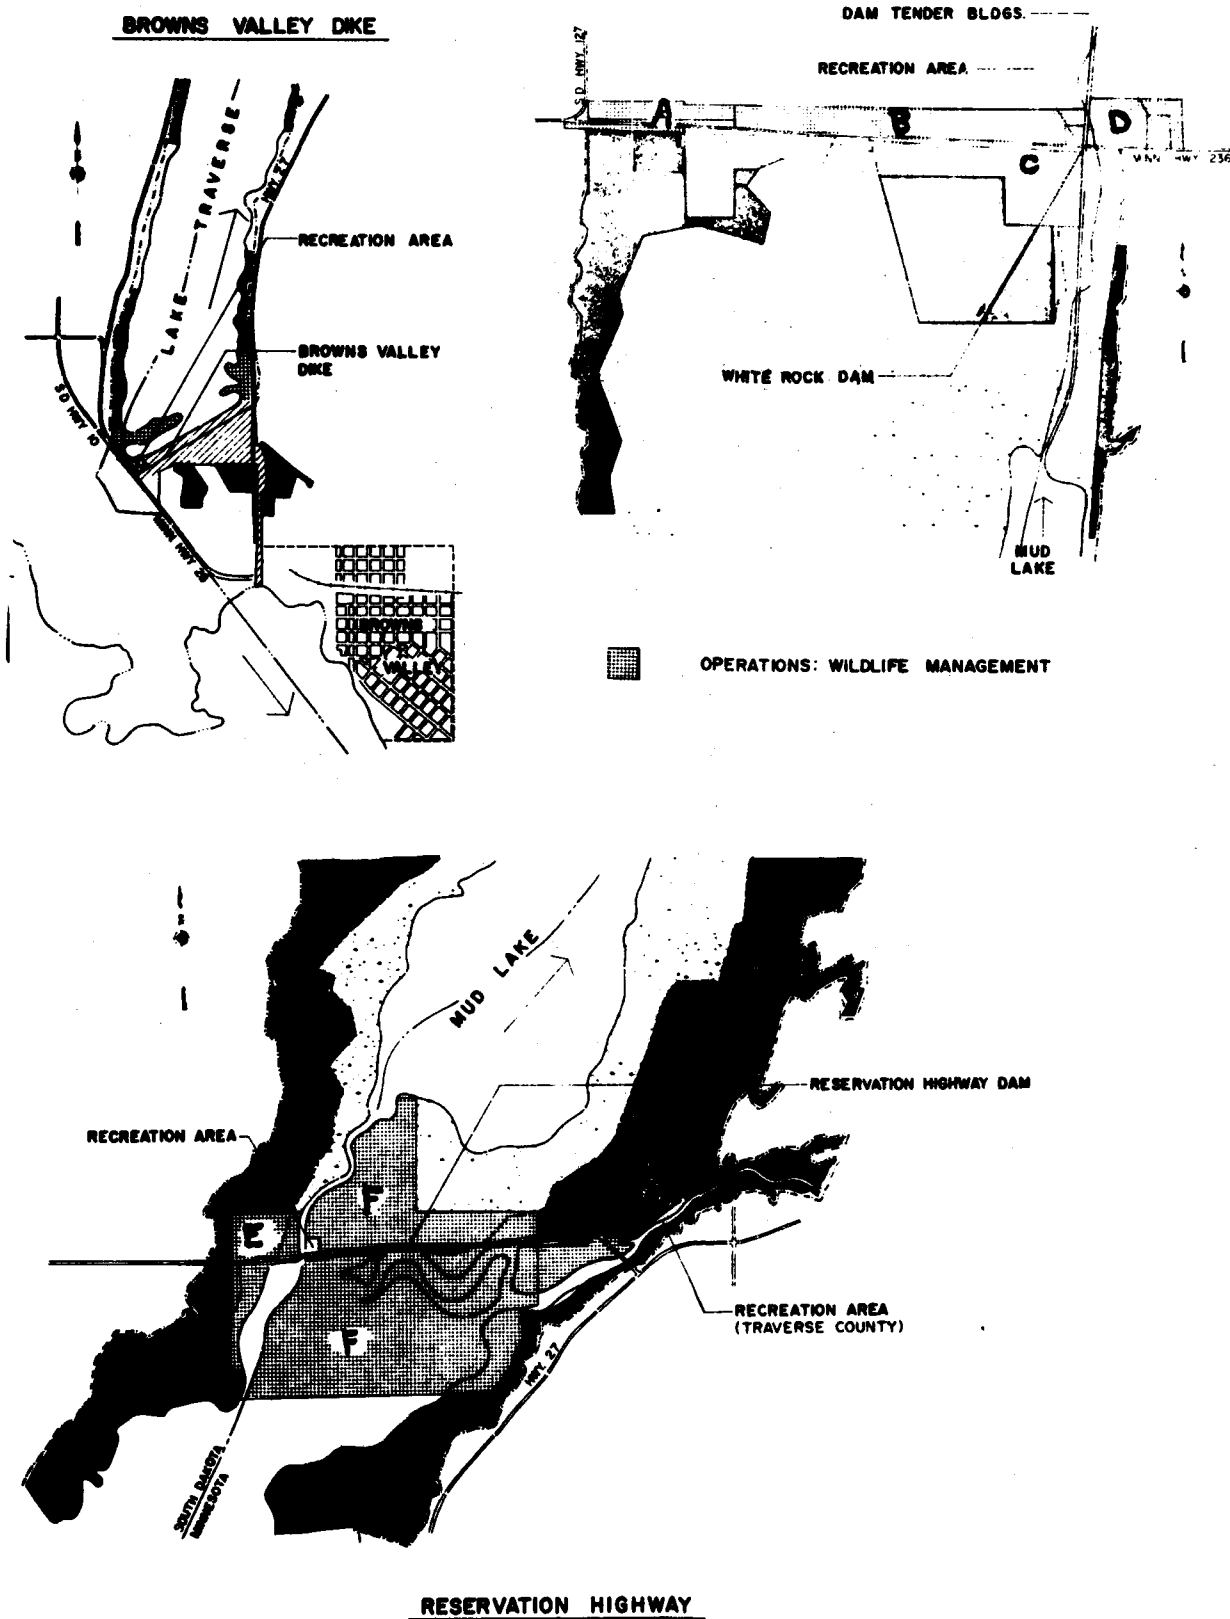 BROWNS VALLEY DIKE
LAKE TRAVERSE
HWY 27
RECREATION AREA
BROWNS VALLEY
DIKE
S D HWY 10
MINN HWY 28
BROWNS
VALLEY
DAM TENDER BLDGS.
RECREATION AREA
S D HWY 127
A
B
C
D
MINN HWY 236
WHITE ROCK DAM
MUD
LAKE
OPERATIONS: WILDLIFE MANAGEMENT
MUD LAKE
RESERVATION HIGHWAY DAM
RECREATION AREA
E
F
F
RECREATION AREA
(TRAVERSE COUNTY)
HWY 27
SOUTH DAKOTA
MINNESOTA
RESERVATION HIGHWAY